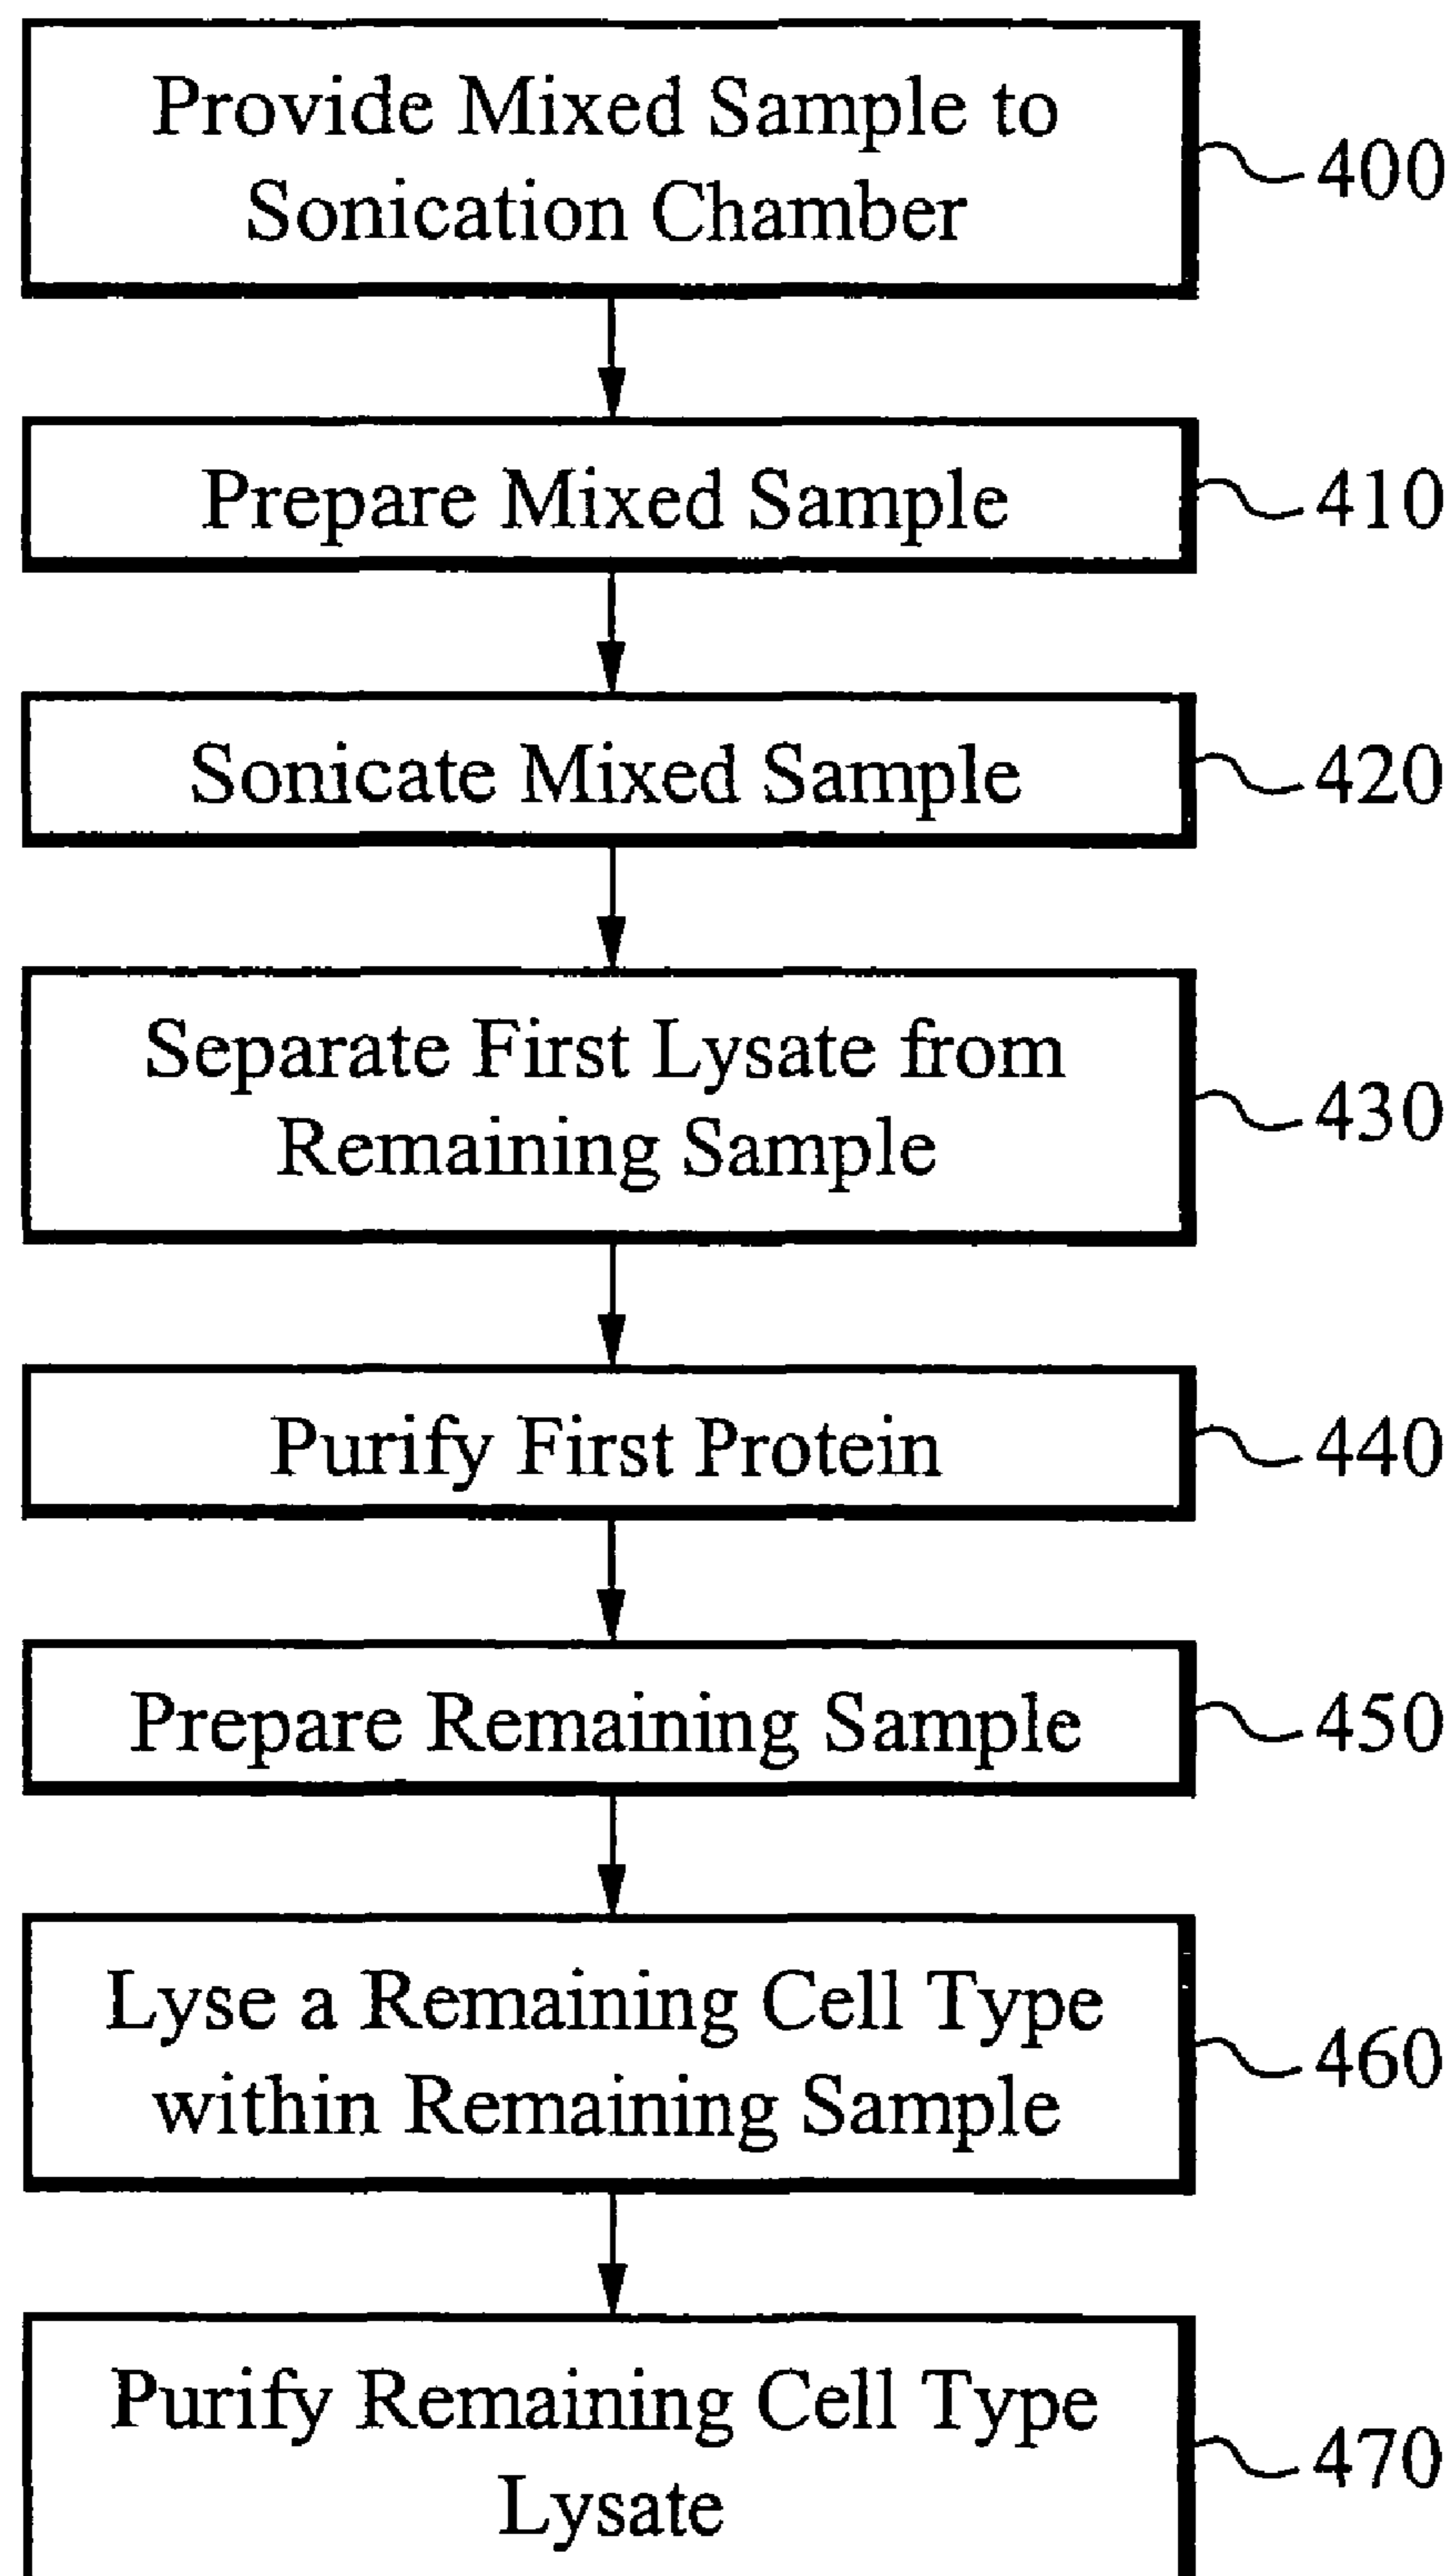 Provide Mixed Sample to
Sonication Chamber
400
Prepare Mixed Sample
410
Sonicate Mixed Sample
420
Separate First Lysate from
Remaining Sample
430
Purify First Protein
440
Prepare Remaining Sample
450
Lyse a Remaining Cell Type
within Remaining Sample
460
Purify Remaining Cell Type
Lysate
470